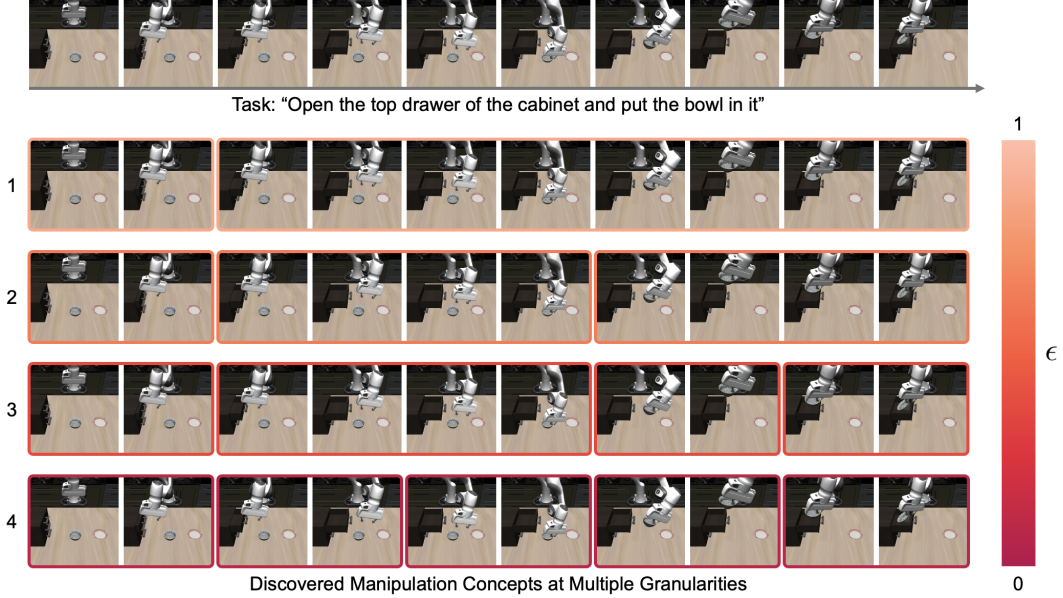 Task: “Open the top drawer of the cabinet and put the bowl in it”
1
1
2
ϵ
3
4
Discovered Manipulation Concepts at Multiple Granularities
0